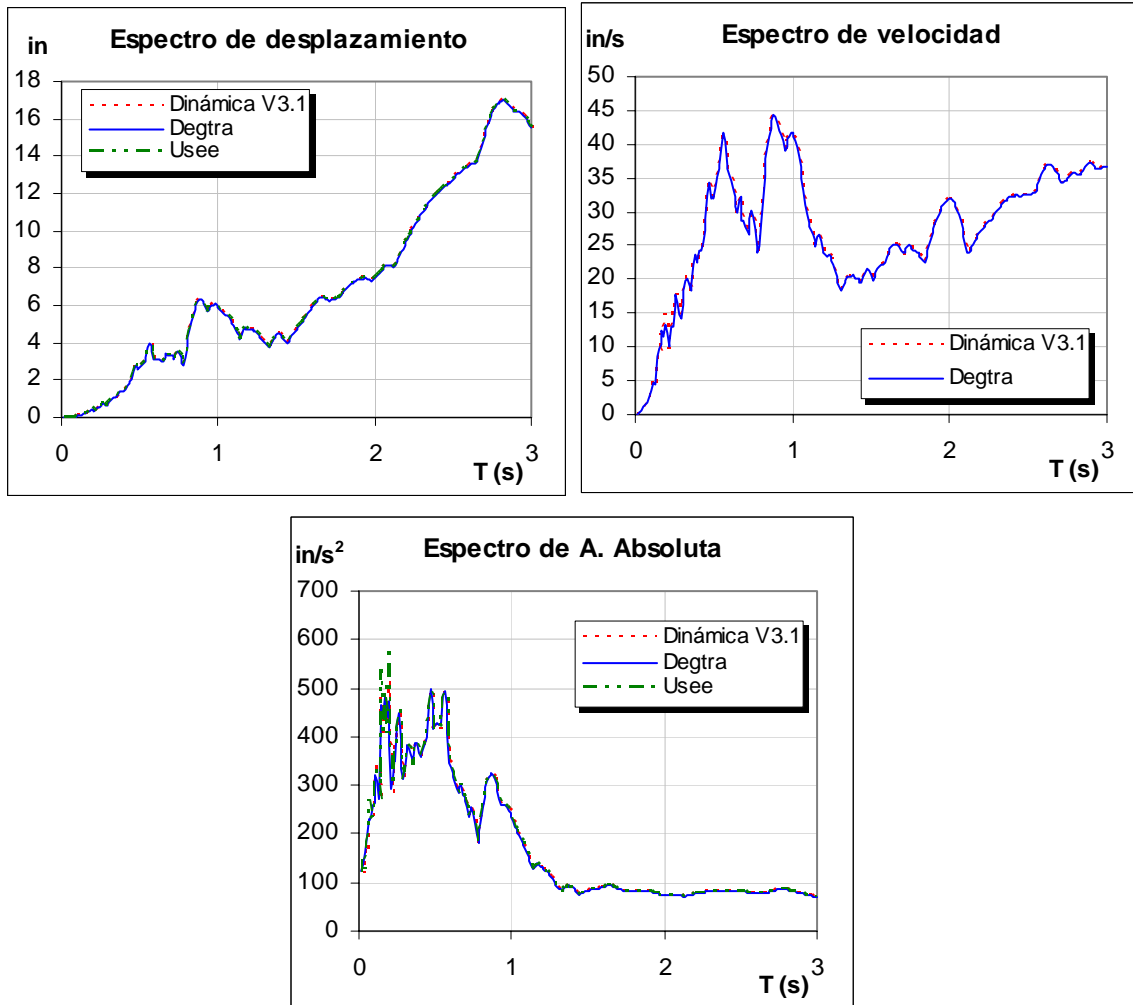 in
Espectro de desplazamiento
18
16
14
12
10
8
6
4
2
0
Dinámica V3.1
Degtra
Usee
0 1 2 3
T (s)
in/s
Espectro de velocidad
50
45
40
35
30
25
20
15
10
5
0
Dinámica V3.1
Degtra
0 1 2 3
T (s)
in/s²
Espectro de A. Absoluta
700
600
500
400
300
200
100
0
Dinámica V3.1
Degtra
Usee
0 1 2 3
T (s)